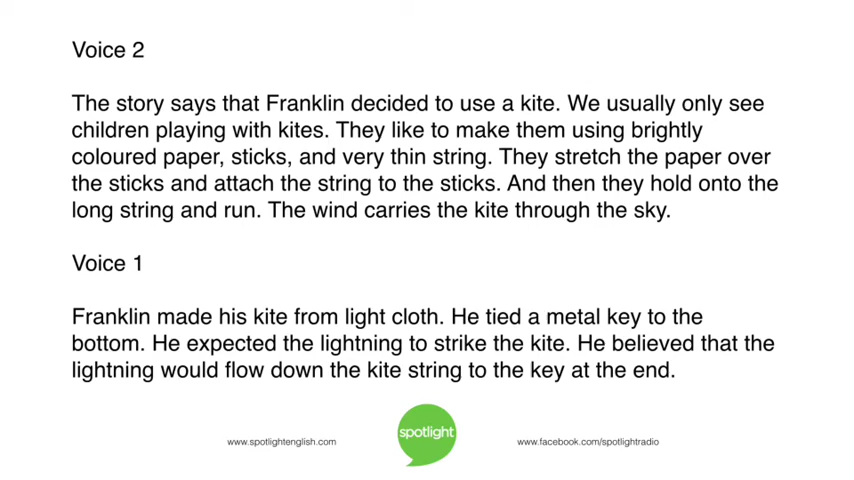 Voice 2
The story says that Franklin decided to use a kite. We usually only see
children playing with kites. They like to make them using brightly
coloured paper, sticks, and very thin string. They stretch the paper over
the sticks and attach the string to the sticks. And then they hold onto the
long string and run. The wind carries the kite through the sky.
Voice 1
Franklin made his kite from light cloth. He tied a metal key to the
bottom. He expected the lightning to strike the kite. He believed that the
lightning would flow down the kite string to the key at the end.
www.spotlightenglish.com
spotlight
www.facebook.com/spotlightradio